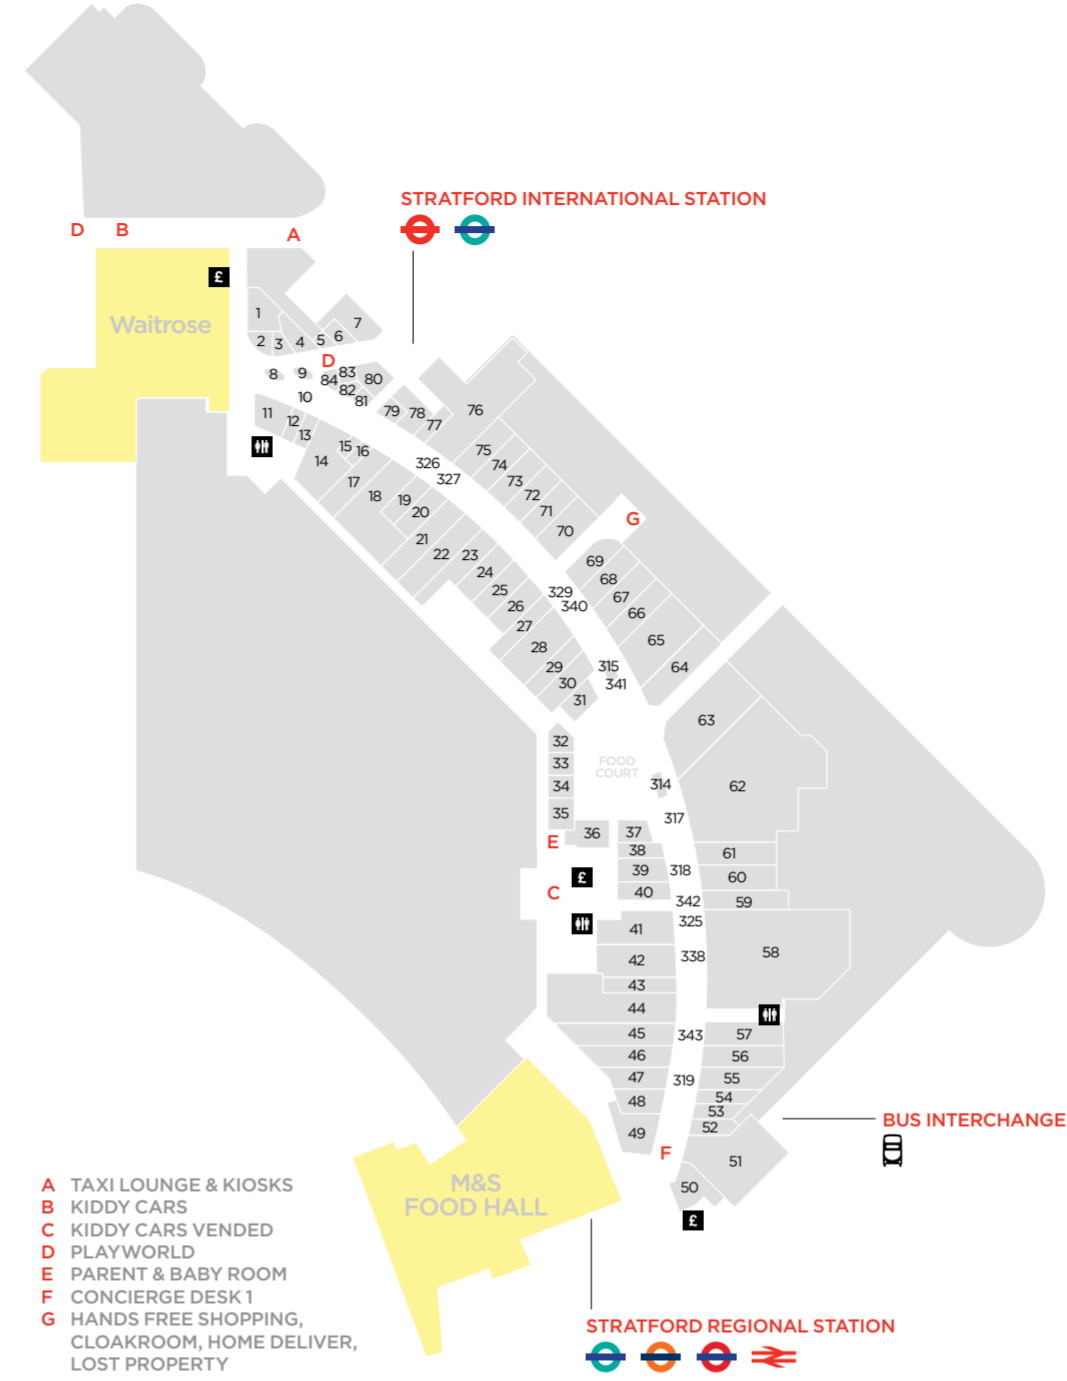 STRATFORD INTERNATIONAL STATION
D B A
£
Waitrose
1
7
2 3 4 5 6
D
8 9 84 83 80
82
10 81
11 12 13
79 78 77 76
14 15 16
326
327
75
74
73
72
71
70
17
18
19
20
21
22
23
24
25
26
27
28
29
30
31
G
69
68
67
66
65
64
329
340
315
341
63
32
33
34
35
FOOD
COURT
314
62
317
36
37
E
38
39
40
£
C
318
61
60
59
342
325
41
42
43
44
45
46
47
48
49
338
58
343
57
56
55
54
53
52
319
F
51
50
£
BUS INTERCHANGE
M&S
FOOD HALL
A TAXI LOUNGE & KIOSKS
B KIDDY CARS
C KIDDY CARS VENDED
D PLAYWORLD
E PARENT & BABY ROOM
F CONCIERGE DESK 1
G HANDS FREE SHOPPING,
CLOAKROOM, HOME DELIVER,
LOST PROPERTY
STRATFORD REGIONAL STATION